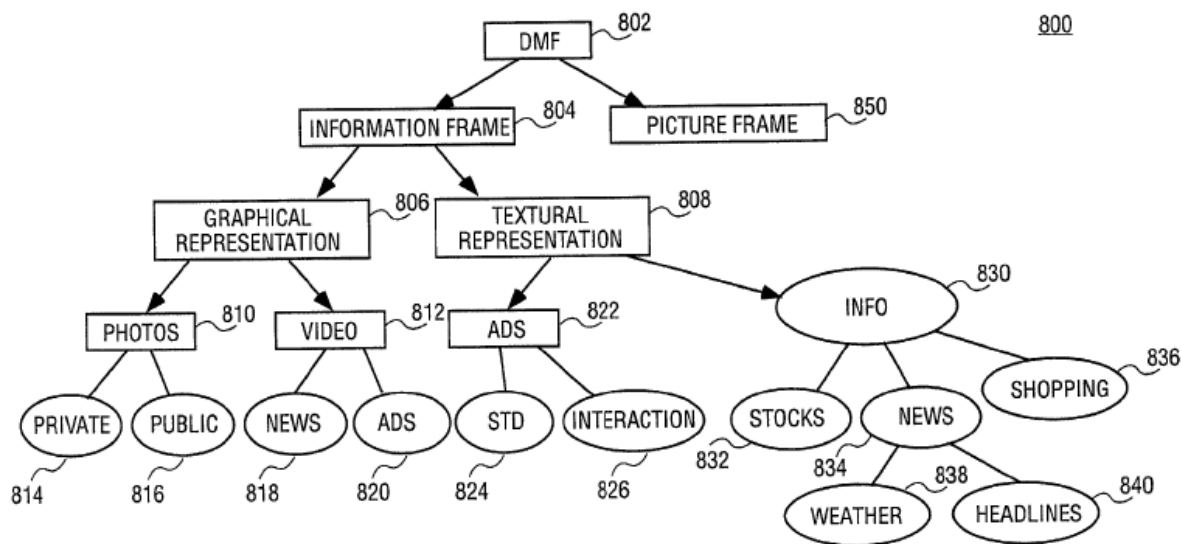 DMF
802
800
INFORMATION FRAME
804
PICTURE FRAME
850
GRAPHICAL
REPRESENTATION
806
TEXTURAL
REPRESENTATION
808
PHOTOS
810
VIDEO
812
ADS
822
INFO
830
PRIVATE
PUBLIC
NEWS
ADS
STD
INTERACTION
STOCKS
NEWS
SHOPPING
836
814
816
818
820
824
826
832
834
WEATHER
838
HEADLINES
840